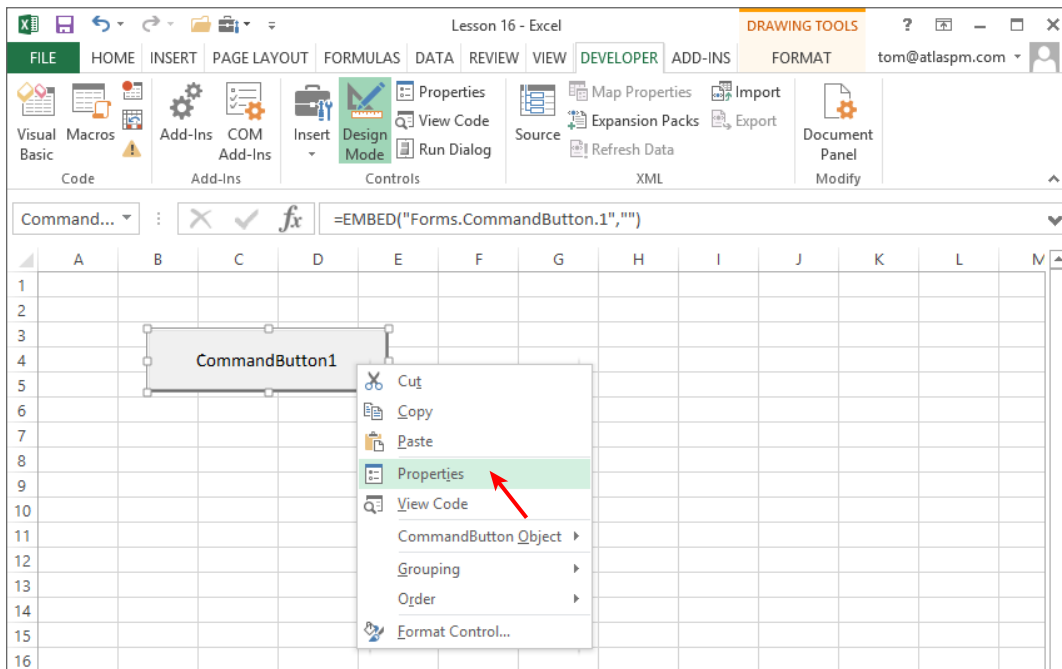 Lesson 16 - Excel
DRAWING TOOLS
?
FILE HOME INSERT PAGE LAYOUT FORMULAS DATA REVIEW VIEW DEVELOPER ADD-INS FORMAT tom@atlaspm.com
Visual Basic
Macros
Add-Ins
COM Add-Ins
Insert
Design Mode
Properties
View Code
Run Dialog
Source
Map Properties
Expansion Packs
Refresh Data
Import
Export
Document Panel
Code Add-Ins Controls XML Modify
Command... fx =EMBED("Forms.CommandButton.1","")
A B C D E F G H I J K L M
1
2
3
4
5
6
7
8
9
10
11
12
13
14
15
16
CommandButton1
Cut
Copy
Paste
Properties
View Code
CommandButton Object
Grouping
Order
Format Control...